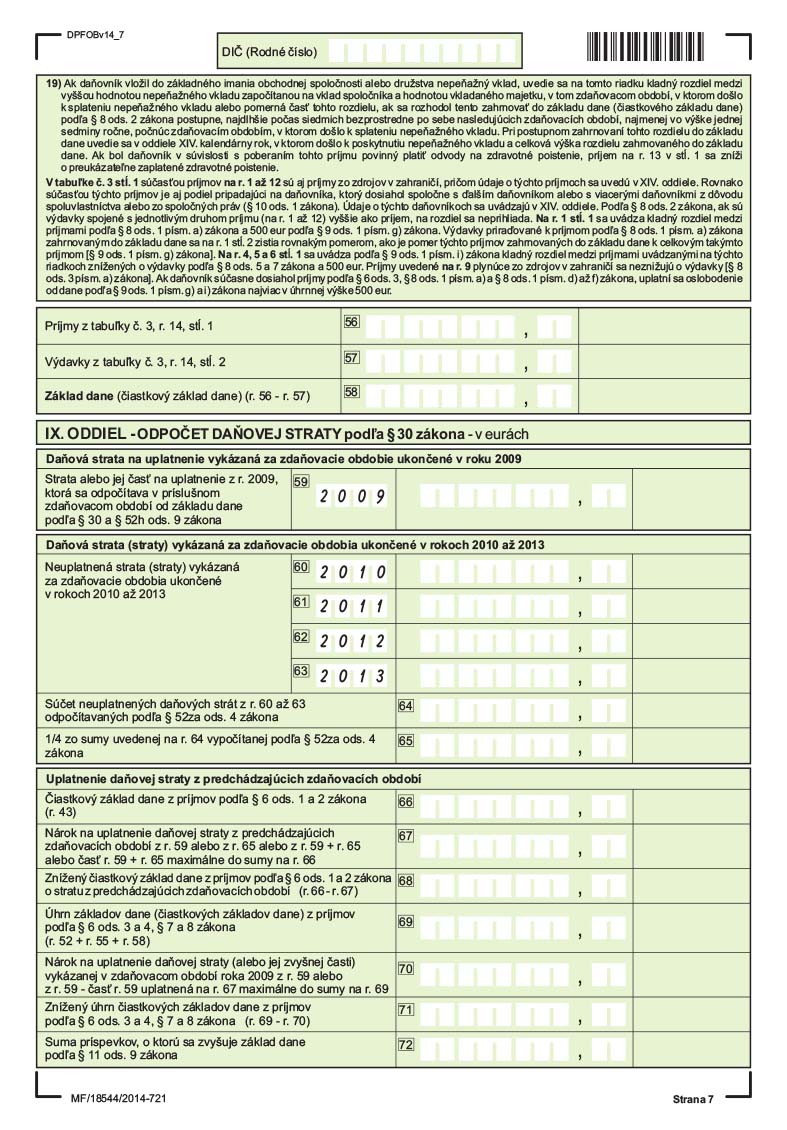 DPFOBv14_7
DIČ (Rodné číslo)
19) Ak daňovník vložil do základného imania obchodnej spoločnosti alebo družstva nepeňažný vklad, uvedie sa na tomto riadku kladný rozdiel medzi
vyššou hodnotou nepeňažného vkladu započítanou na vklad spoločníka a hodnotou vkladaného majetku, v tom zdaňovacom období, v ktorom došlo
k splateniu nepeňažného vkladu alebo pomerná časť tohto rozdielu, ak sa rozhodol tento zahrnovať do základu dane (čiastkového základu dane)
podľa § 8 ods. 2 zákona postupne, najdlhšie počas siedmich bezprostredne po sebe nasledujúcich zdaňovacích období, najmenej vo výške jednej
sedminy ročne, počnúc zdaňovacím obdobím, v ktorom došlo k splateniu nepeňažného vkladu. Pri postupnom zahrnovaní tohto rozdielu do základu
dane uvedie sa v oddiele XIV. kalendárny rok, v ktorom došlo k poskytnutiu nepeňažného vkladu a celková výška rozdielu zahrnovaného do základu
dane. Ak bol daňovník v súvislosti s poberaním tohto príjmu povinný platiť odvody na zdravotné poistenie, príjem na r. 13 v stĺ. 1 sa zníži
o preukázateľne zaplatené zdravotné poistenie.
V tabuľke č. 3 stĺ. 1 súčasťou príjmov na r. 1 až 12 sú aj príjmy zo zdrojov v zahraničí, pričom údaje o týchto príjmoch sa uvedú v XIV. oddiele. Rovnako
súčasťou týchto príjmov je aj podiel pripadajúci na daňovníka, ktorý dosiahol spoločne s ďalším daňovníkom alebo s viacerými daňovníkmi z dôvodu
spoluvlastníctva alebo zo spoločných práv (§ 10 zákona). Údaje o týchto daňovníkoch sa uvádzajú v XIV. oddiele. Podľa § 8 ods. 2 zákona, ak sú
výdavky spojené s jednotlivým druhom príjmu (na r. 1 až 12) vyššie ako príjem, na rozdiel sa neprihliada. Na r. 1 stĺ. 1 sa uvádza kladný rozdiel medzi
príjmami podľa § 8 ods. 1 písm. a) zákona a 500 eur podľa § 9 ods. 1 písm. g) zákona. Výdavky priraďované k príjmom podľa § 8 ods. 1 písm. a) zákona
zahrnovaným do základu dane sa na r. 1 stĺ. 2 zistia rovnakým pomerom, ako je pomer týchto príjmov zahrnovaných do základu dane k celkovým takýmto
príjmom [§ 9 ods. 1 písm. g) zákona]. Na r. 4, 5 a 6 stĺ. 1 sa uvádza podľa § 9 ods. 1 písm. i) zákona kladný rozdiel medzi príjmami uvádzanými na týchto
riadkoch znížených o výdavky podľa § 8 ods. 5 a 7 zákona a 500 eur. Príjmy uvedené na r. 9 plynúce zo zdrojov v zahraničí sa neznižujú o výdavky [§ 8
ods. 3 písm. a) zákona]. Ak daňovník súčasne dosiahol príjmy podľa § 6 ods. 3, § 8 ods. 1 písm. a) a § 8 ods. 1 písm. d) až f) zákona, uplatní sa oslobodenie
od dane podľa § 9 ods. 1 písm. g) a i) zákona najviac v úhrnnej výške 500 eur.
Príjmy z tabuľky č. 3, r. 14, stĺ. 1 56 ,
Výdavky z tabuľky č. 3, r. 14, stĺ. 2 57 ,
Základ dane (čiastkový základ dane) (r. 56 - r. 57) 58 ,
IX. ODDIEL - ODPOČET DAŇOVEJ STRATY podľa § 30 zákona - v eurách
Daňová strata na uplatnenie vykázaná za zdaňovacie obdobie ukončené v roku 2009
Strata alebo jej časť na uplatnenie z r. 2009, 59
ktorá sa odpočítava v príslušnom 2009 ,
zdaňovacom období od základu dane
podľa § 30 a § 52h ods. 9 zákona
Daňová strata (straty) vykázaná za zdaňovacie obdobia ukončené v rokoch 2010 až 2013
Neuplatnená strata (straty) vykázaná 60 2010 ,
za zdaňovacie obdobia ukončené
v rokoch 2010 až 2013
61 2011 ,
62 2012 ,
63 2013 ,
Súčet neuplatnených daňových strát z r. 60 až 63 64
odpočítavaných podľa § 52za ods. 4 zákona ,
1/4 zo sumy uvedenej na r. 64 vypočítanej podľa § 52za ods. 4 65
zákona ,
Uplatnenie daňovej straty z predchádzajúcich zdaňovacích období
Čiastkový základ dane z príjmov podľa § 6 ods. 1 a 2 zákona 66
(r. 43) ,
Nárok na uplatnenie daňovej straty z predchádzajúcich 67
zdaňovacích období z r. 59 alebo z r. 65 alebo z r. 59 + r. 65
alebo časť r. 59 + r. 65 maximálne do sumy na r. 66 ,
Znížený čiastkový základ dane z príjmov podľa § 6 ods. 1 a 2 zákona 68
o stratu z predchádzajúcich zdaňovacích období (r. 66 - r. 67) ,
Úhrn základov dane (čiastkových základov dane) z príjmov 69
podľa § 6 ods. 3 a 4, § 7 a 8 zákona
(r. 52 + r. 55 + r. 58) ,
Nárok na uplatnenie daňovej straty (alebo jej zvyšnej časti) 70
vykázanej v zdaňovacom období roka 2009 z r. 59 alebo
z r. 59 - časť r. 59 uplatnená na r. 67 maximálne do sumy na r. 69 ,
Znížený úhrn čiastkových základov dane z príjmov 71
podľa § 6 ods. 3 a 4, § 7 a 8 zákona (r. 69 - r. 70) ,
Suma príspevkov, o ktorú sa zvyšuje základ dane 72
podľa § 11 ods. 9 zákona ,
MF/18544/2014-721
Strana 7